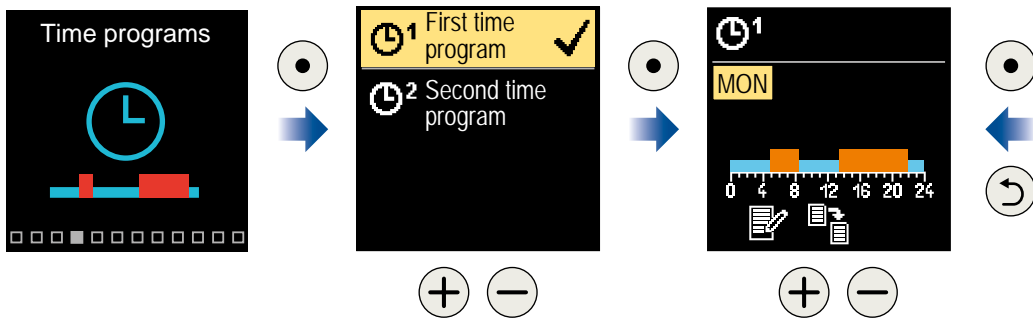 Time programs
1 First time
program
2 Second time
program
1
MON
0 4 8 12 16 20 24